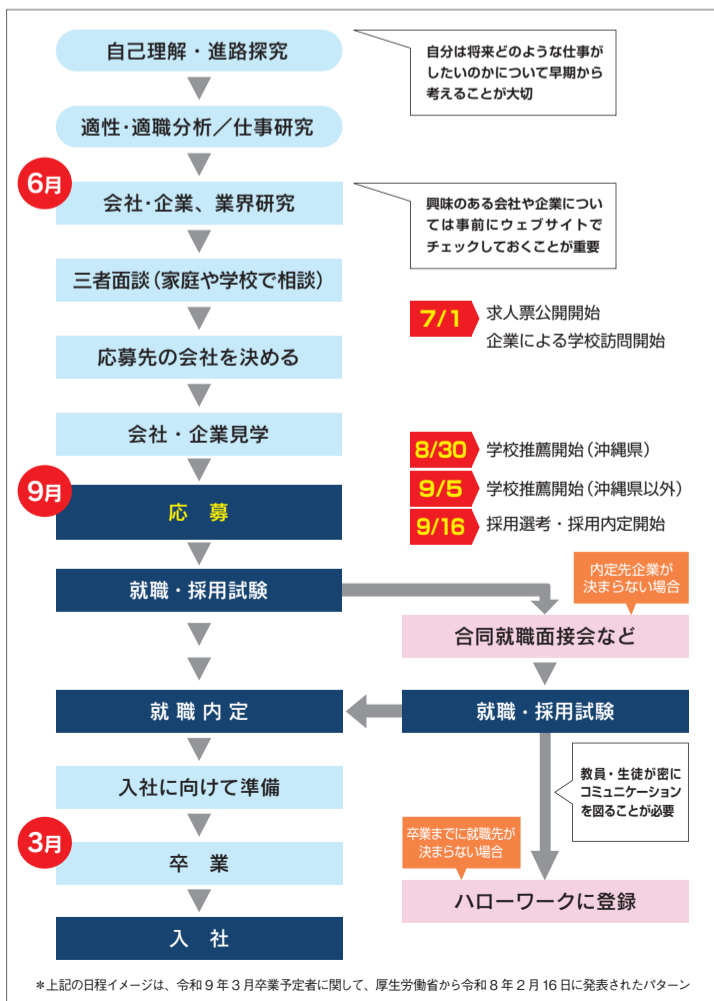 自己理解・進路探究
自分は将来どのような仕事が
したいのかについて早期から
考えることが大切
適性・適職分析／仕事研究
6月
会社・企業、業界研究
興味のある会社や企業につい
ては事前にウェブサイトで
チェックしておくことが重要
三者面談（家庭や学校で相談）
7/1 求人票公開開始
企業による学校訪問開始
応募先の会社を決める
会社・企業見学
8/30 学校推薦開始（沖縄県）
9月
9/5 学校推薦開始（沖縄県以外）
応　募
9/16 採用選考・採用内定開始
就職・採用試験
内定先企業が
決まらない場合
合同就職面接会など
就職内定
就職・採用試験
入社に向けて準備
教員・生徒が密に
コミュニケーション
を図ることが必要
3月
卒　業
卒業までに就職先が
決まらない場合
ハローワークに登録
入　社
＊上記の日程イメージは、令和９年３月卒業予定者に関して、厚生労働省から令和８年２月16日に発表されたパターン